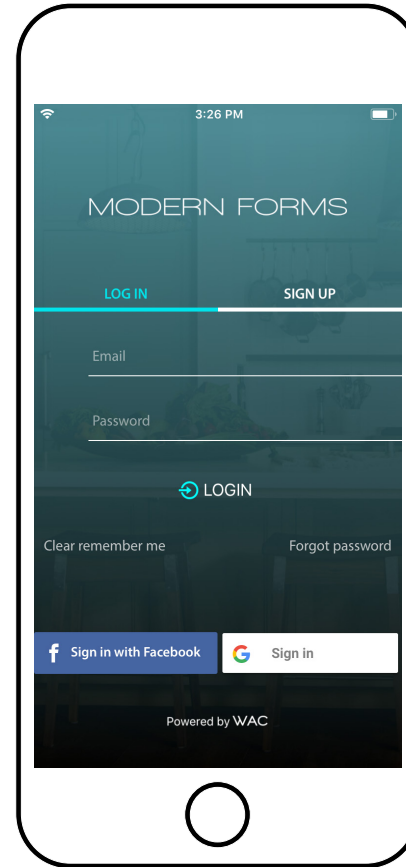 3:26 PM
MODERN FORMS
LOG IN SIGN UP
Email
Password
LOGIN
Clear remember me Forgot password
f Sign in with Facebook G Sign in
Powered by WAC